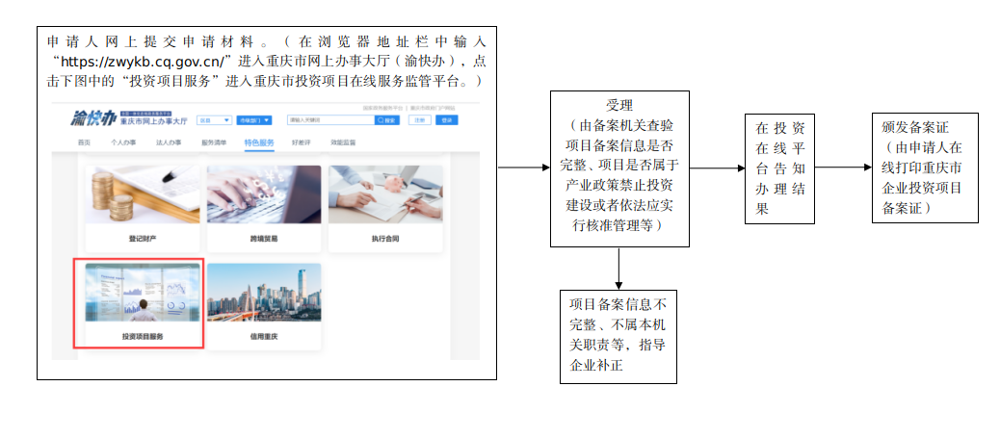 申请人网上提交申请材料。（在浏览器地址栏中输入
“https://zwykb.cq.gov.cn/”进入重庆市网上办事大厅（渝快办），点
击下图中的“投资项目服务”进入重庆市投资项目在线服务监管平台。）
渝快办
重庆市网上办事大厅
市级部门
请输入关键词
搜索
注册
登录
首页
个人办事
法人办事
服务清单
特色服务
好差评
效能监督
登记财产
跨境贸易
执行合同
投资项目服务
信用重庆
受理
（由备案机关查验
项目备案信息是否
完整、项目是否属于
产业政策禁止投资
建设或者依法应实
行核准管理等）
项目备案信息不
完整、不属本机
关职责等，指导
企业补正
在投资
在线平
台告知
办理结
果
颁发备案证
（由申请人在
线打印重庆市
企业投资项目
备案证）